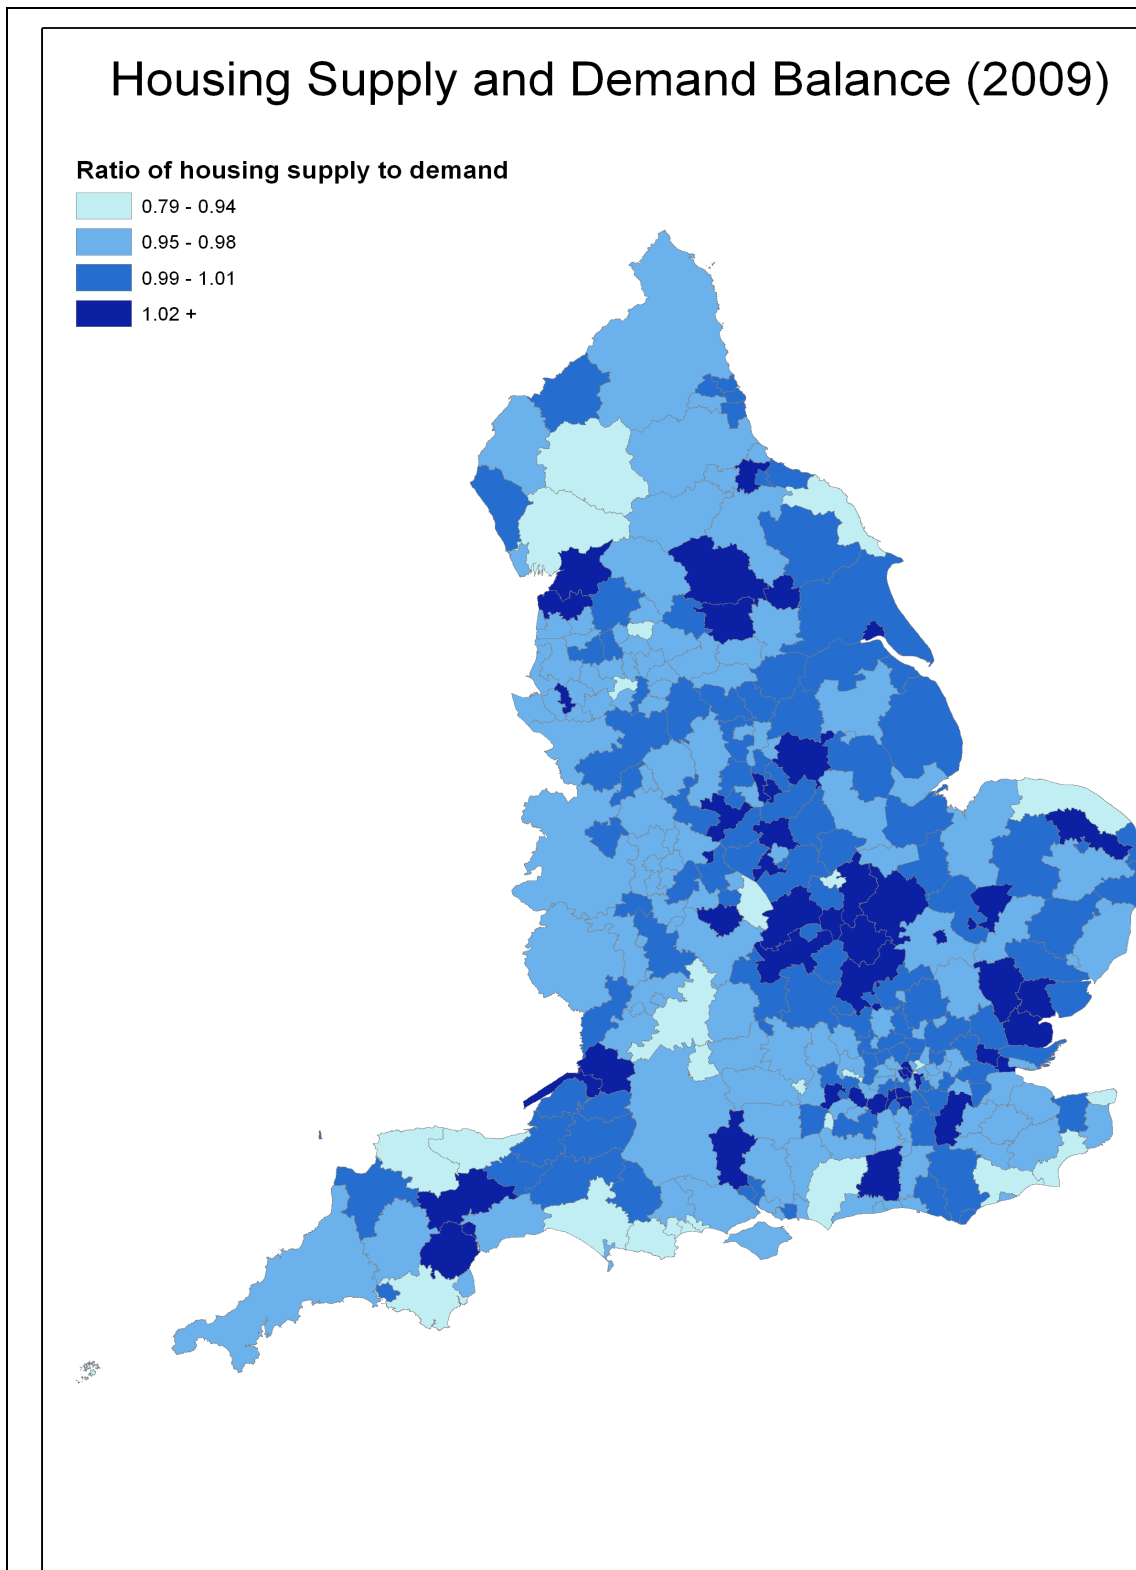 Housing Supply and Demand Balance (2009)
Ratio of housing supply to demand
0.79 - 0.94
0.95 - 0.98
0.99 - 1.01
1.02 +